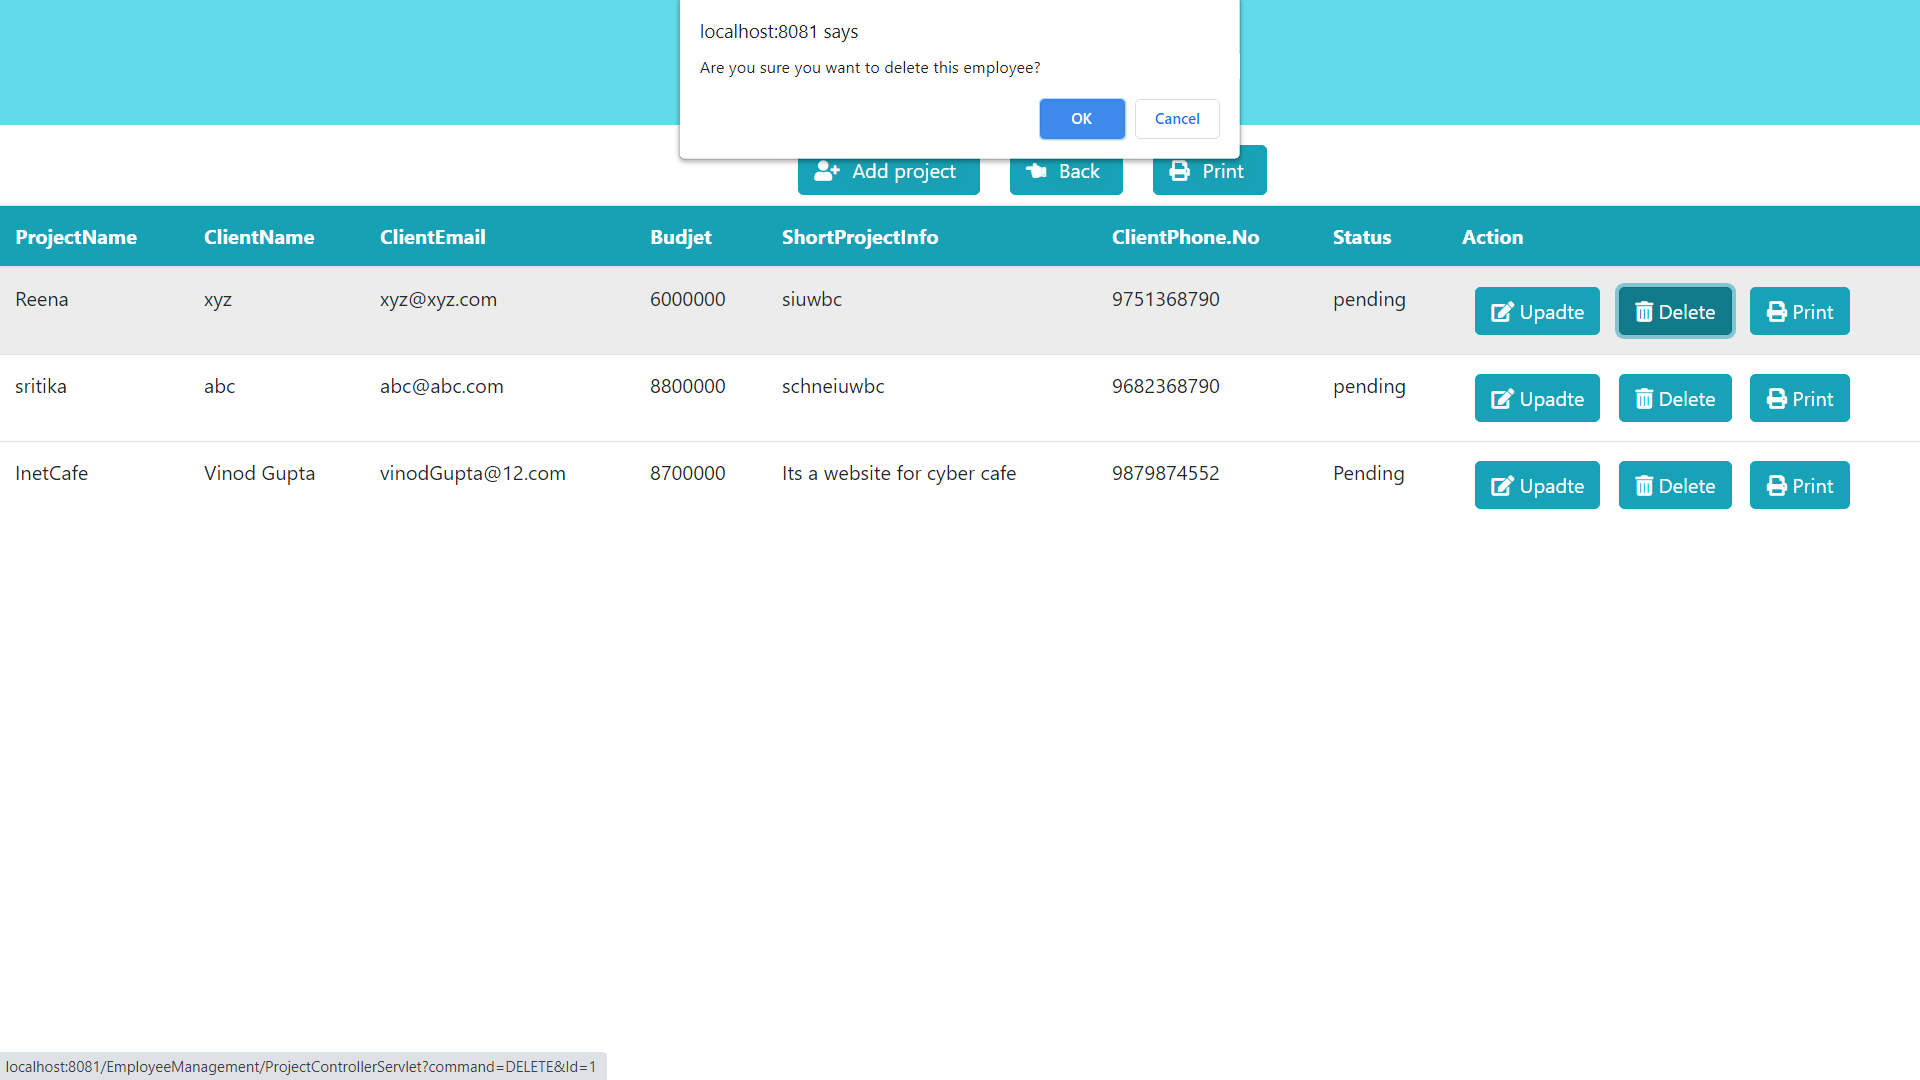 localhost:8081 says
Are you sure you want to delete this employee?
OK Cancel
Add project Back Print
ProjectName ClientName ClientEmail Budjet ShortProjectInfo ClientPhone.No Status Action
Reena xyz xyz@xyz.com 6000000 siuwbc 9751368790 pending Upadte Delete Print
sritika abc abc@abc.com 8800000 schneiuwbc 9682368790 pending Upadte Delete Print
InetCafe Vinod Gupta vinodGupta@12.com 8700000 Its a website for cyber cafe 9879874552 Pending Upadte Delete Print
localhost:8081/EmployeeManagement/ProjectControllerServlet?command=DELETE&Id=1